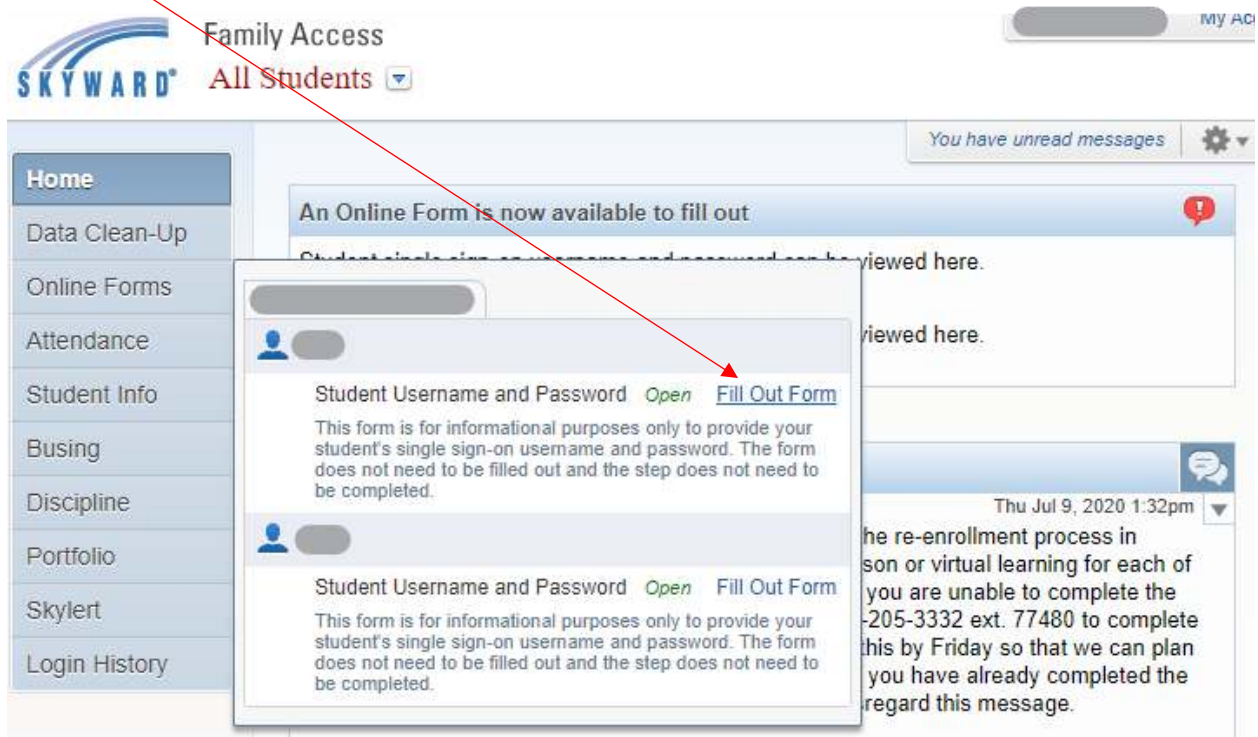 Family Access
SKYWARD®
All Students
You have unread messages
Home
Data Clean-Up
Online Forms
Attendance
Student Info
Busing
Discipline
Portfolio
Skylert
Login History
An Online Form is now available to fill out
viewed here.
viewed here.
Student Username and Password Open Fill Out Form
This form is for informational purposes only to provide your
student's single sign-on username and password. The form
does not need to be filled out and the step does not need to
be completed.
Student Username and Password Open Fill Out Form
This form is for informational purposes only to provide your
student's single sign-on username and password. The form
does not need to be filled out and the step does not need to
be completed.
Thu Jul 9, 2020 1:32pm
re-enrollment process in
or virtual learning for each of
you are unable to complete the
-205-3332 ext. 77480 to complete
this by Friday so that we can plan
you have already completed the
regard this message.